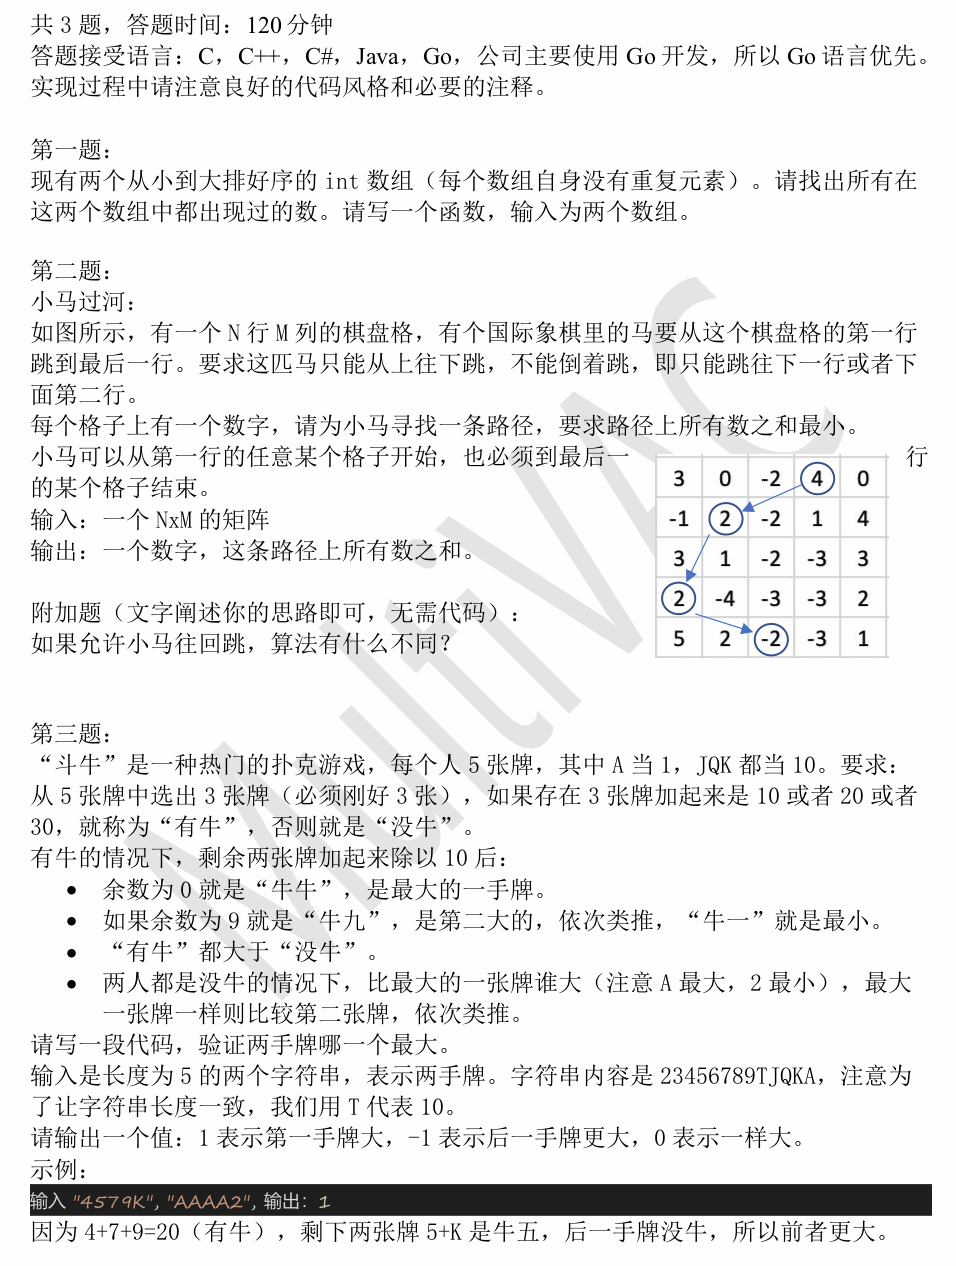 共 3 题，答题时间：120 分钟
答题接受语言：C，C++，C#，Java，Go，公司主要使用 Go 开发，所以 Go 语言优先。
实现过程中请注意良好的代码风格和必要的注释。
第一题：
现有两个从小到大排好序的 int 数组（每个数组自身没有重复元素）。请找出所有在
这两个数组中都出现过的数。请写一个函数，输入为两个数组。
第二题：
小马过河：
如图所示，有一个 N 行 M 列的棋盘格，有个国际象棋里的马要从这个棋盘格的第一行
跳到最后一行。要求这匹马只能从上往下跳，不能倒着跳，即只能跳往下一行或者下
面第二行。
每个格子上有一个数字，请为小马寻找一条路径，要求路径上所有数之和最小。
小马可以从第一行的任意某个格子开始，也必须到最后一行
的某个格子结束。
输入：一个 NxM 的矩阵
输出：一个数字，这条路径上所有数之和。
3 0 -2 4 0
-1 2 -2 1 4
3 1 -2 -3 3
2 -4 -3 -3 2
5 2 -2 -3 1
附加题（文字阐述你的思路即可，无需代码）：
如果允许小马往回跳，算法有什么不同？
第三题：
“斗牛”是一种热门的扑克游戏，每个人 5 张牌，其中 A 当 1，JQK 都当 10。要求：
从 5 张牌中选出 3 张牌（必须刚好 3 张），如果存在 3 张牌加起来是 10 或者 20 或者
30，就称为“有牛”，否则就是“没牛”。
有牛的情况下，剩余两张牌加起来除以 10 后：
• 余数为 0 就是“牛牛”，是最大的一手牌。
• 如果余数为 9 就是“牛九”，是第二大的，依次类推，“牛一”就是最小。
• “有牛”都大于“没牛”。
• 两人都是没牛的情况下，比最大的一张牌谁大（注意 A 最大，2 最小），最大
一张牌一样则比较第二张牌，依次类推。
请写一段代码，验证两手牌哪一个最大。
输入是长度为 5 的两个字符串，表示两手牌。字符串内容是 23456789TJQKA，注意为
了让字符串长度一致，我们用 T 代表 10。
请输出一个值：1 表示第一手牌大，-1 表示后一手牌更大，0 表示一样大。
示例：
输入 "4579K", "AAAA2", 输出：1
因为 4+7+9=20（有牛），剩下两张牌 5+K 是牛五，后一手牌没牛，所以前者更大。
MultiVAC